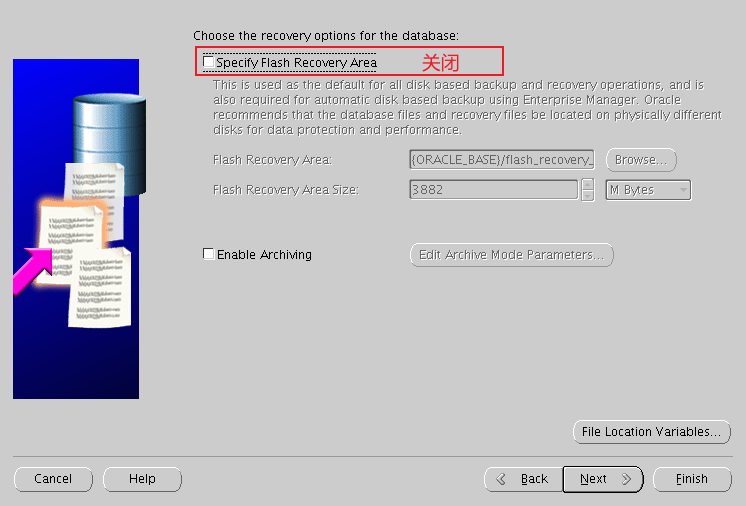 Choose the recovery options for the database:
Specify Flash Recovery Area 关闭
This is used as the default for all disk based backup and recovery operations, and is
also required for automatic disk based backup using Enterprise Manager. Oracle
recommends that the database files and recovery files be located on physically different
disks for data protection and performance.
Flash Recovery Area: {ORACLE_BASE}/flash_recovery_ Browse...
Flash Recovery Area Size: 3882 M Bytes
Enable Archiving Edit Archive Mode Parameters...
File Location Variables...
Cancel Help Back Next Finish